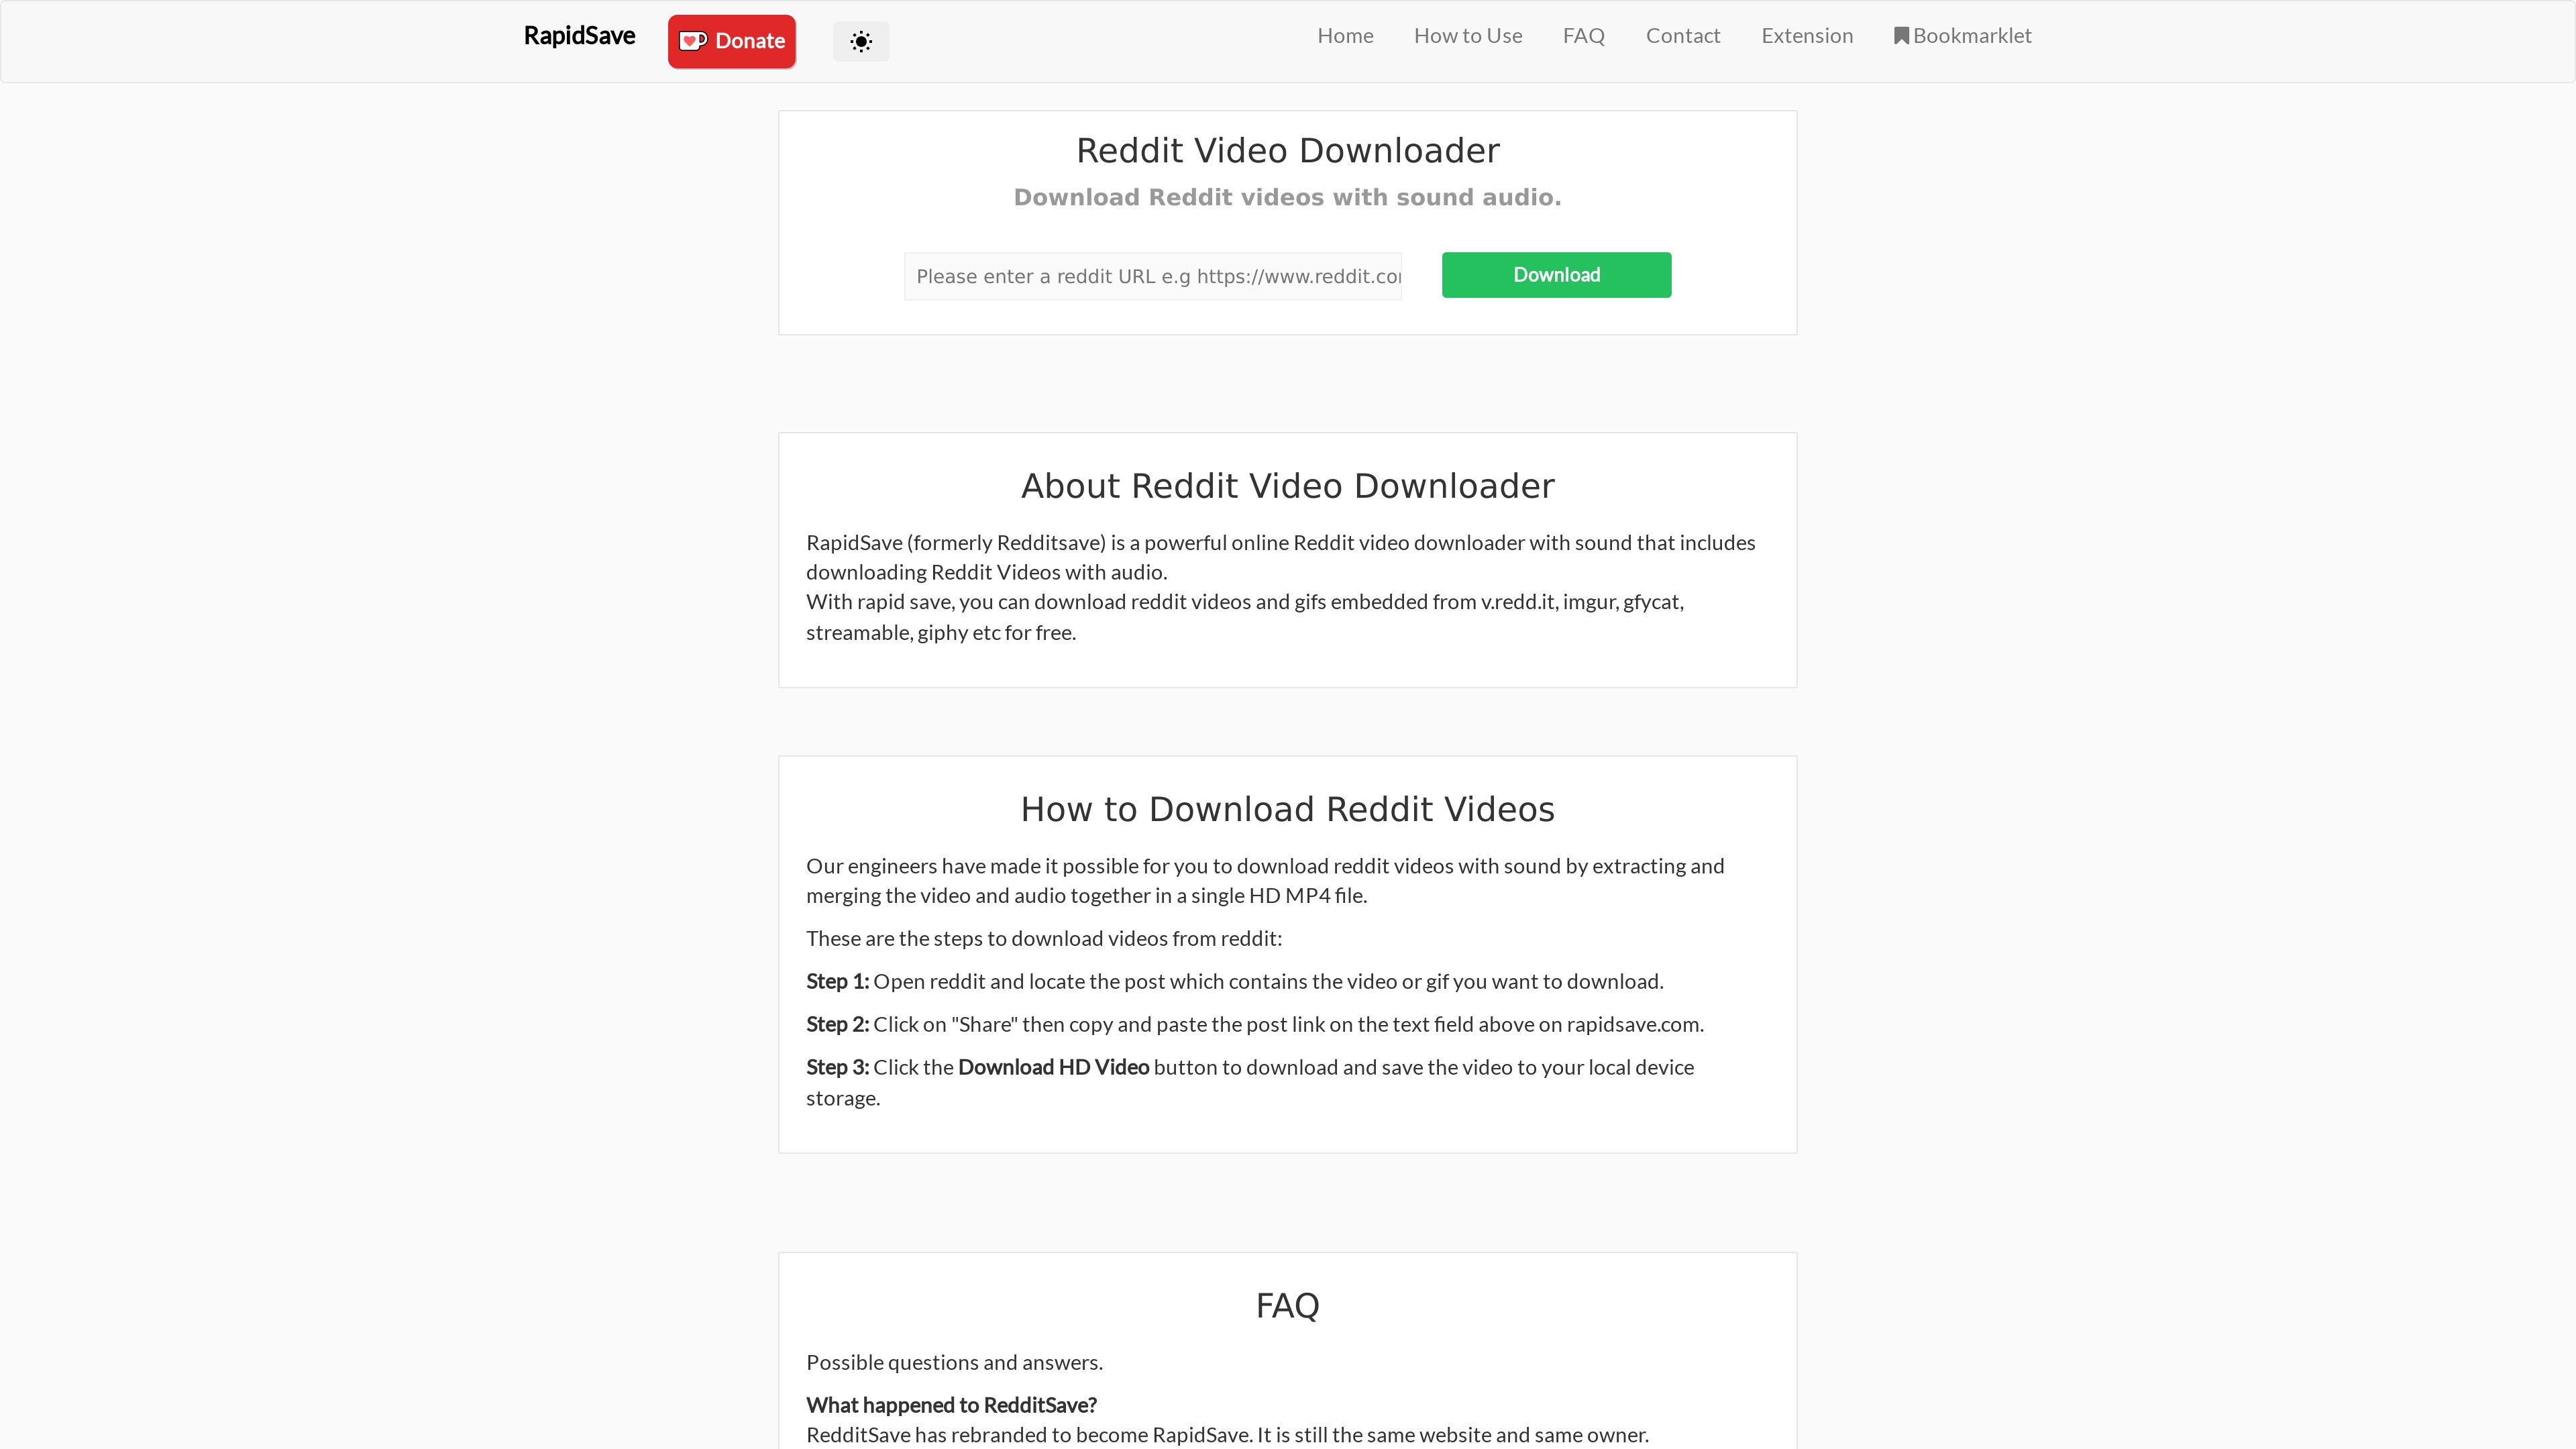 RapidSave
Donate
Home
How to Use
FAQ
Contact
Extension
Bookmarklet
Reddit Video Downloader
Download Reddit videos with sound audio.
Please enter a reddit URL e.g https://www.reddit.co
Download
About Reddit Video Downloader
RapidSave (formerly Redditsave) is a powerful online Reddit video downloader with sound that includes
downloading Reddit Videos with audio.
With rapid save, you can download reddit videos and gifs embedded from v.redd.it, imgur, gfycat,
streamable, giphy etc for free.
How to Download Reddit Videos
Our engineers have made it possible for you to download reddit videos with sound by extracting and
merging the video and audio together in a single HD MP4 file.
These are the steps to download videos from reddit:
Step 1: Open reddit and locate the post which contains the video or gif you want to download.
Step 2: Click on "Share" then copy and paste the post link on the text field above on rapidsave.com.
Step 3: Click the Download HD Video button to download and save the video to your local device
storage.
FAQ
Possible questions and answers.
What happened to RedditSave?
RedditSave has rebranded to become RapidSave. It is still the same website and same owner.